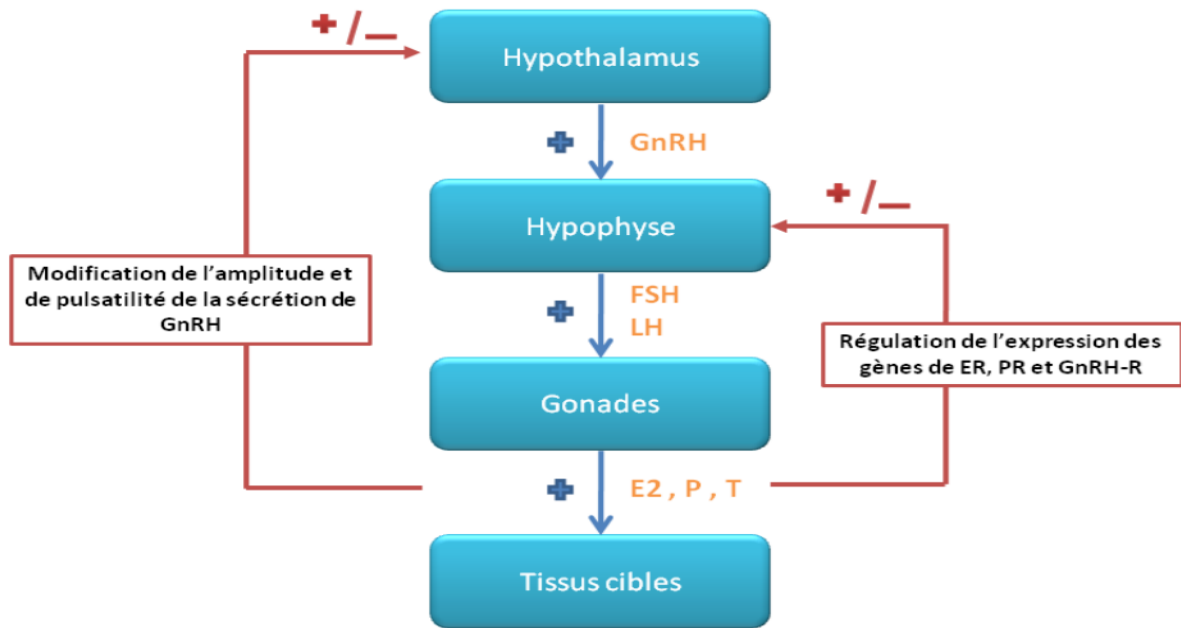 + / −
Hypothalamus
+ GnRH
+ / −
Hypophyse
Modification de l'amplitude et
de pulsatilité de la sécrétion de
GnRH
+ FSH
LH
Régulation de l'expression des
gènes de ER, PR et GnRH-R
Gonades
+ E2 , P , T
Tissus cibles